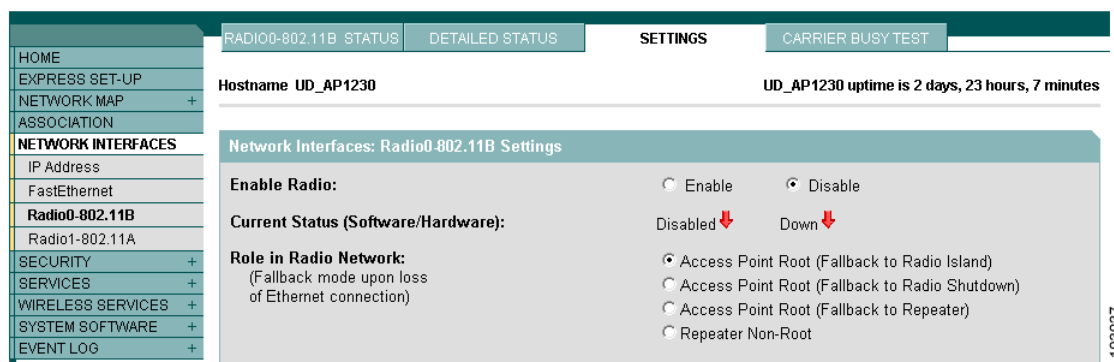 RADIO0-802.11B STATUS DETAILED STATUS SETTINGS CARRIER BUSY TEST
HOME
EXPRESS SET-UP
NETWORK MAP +
ASSOCIATION
NETWORK INTERFACES
IP Address
FastEthernet
Radio0-802.11B
Radio1-802.11A
SECURITY +
SERVICES +
WIRELESS SERVICES +
SYSTEM SOFTWARE +
EVENT LOG +
Hostname UD_AP1230 UD_AP1230 uptime is 2 days, 23 hours, 7 minutes
Network Interfaces: Radio0-802.11B Settings
Enable Radio: Enable Disable
Current Status (Software/Hardware): Disabled Down
Role in Radio Network:
(Fallback mode upon loss
of Ethernet connection)
Access Point Root (Fallback to Radio Island)
Access Point Root (Fallback to Radio Shutdown)
Access Point Root (Fallback to Repeater)
Repeater Non-Root